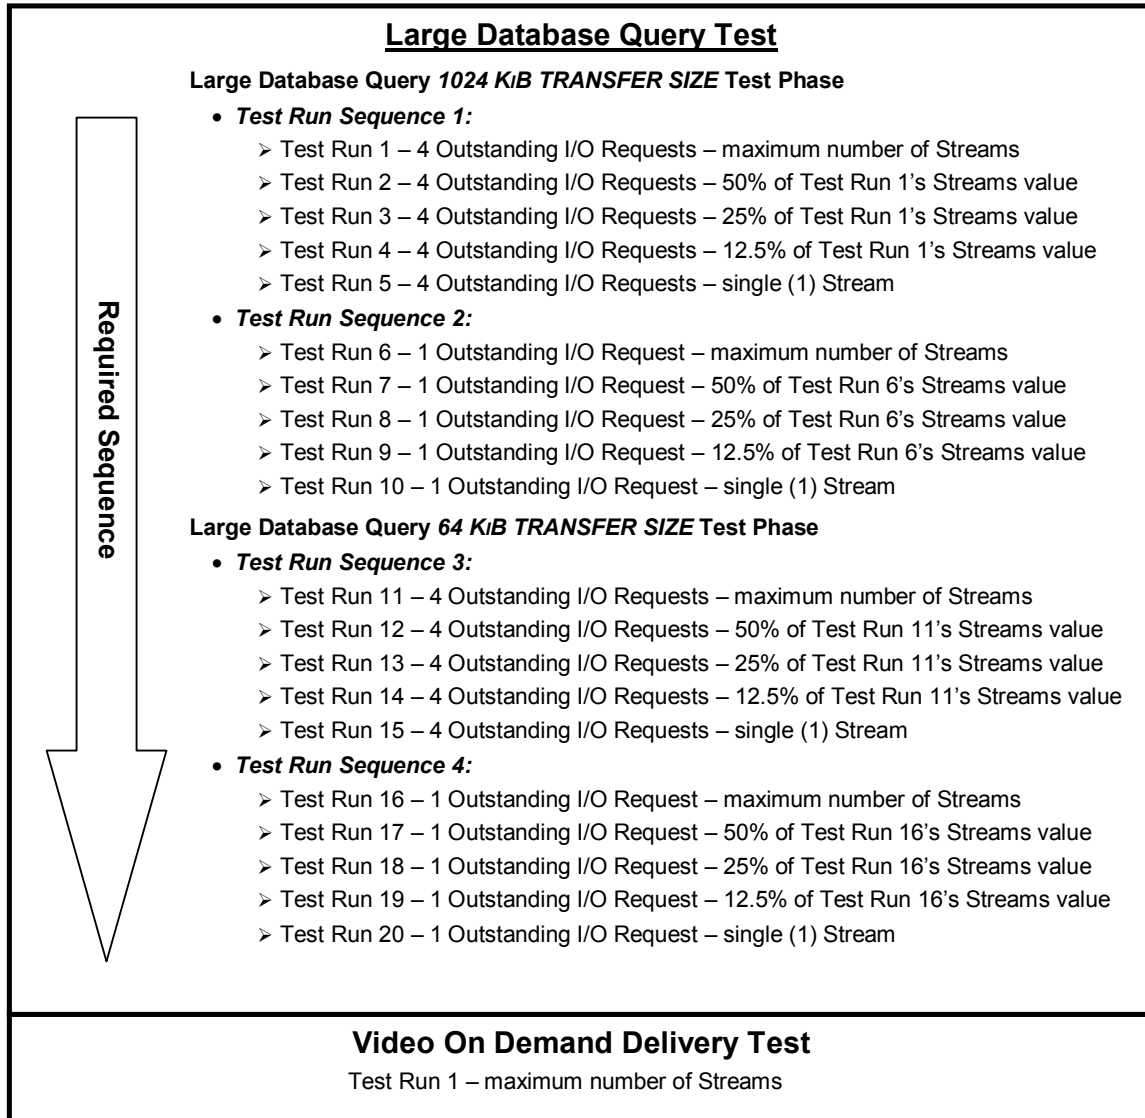 Large Database Query Test
Large Database Query 1024 KIB TRANSFER SIZE Test Phase
• Test Run Sequence 1:
➢ Test Run 1 – 4 Outstanding I/O Requests – maximum number of Streams
➢ Test Run 2 – 4 Outstanding I/O Requests – 50% of Test Run 1’s Streams value
➢ Test Run 3 – 4 Outstanding I/O Requests – 25% of Test Run 1’s Streams value
➢ Test Run 4 – 4 Outstanding I/O Requests – 12.5% of Test Run 1’s Streams value
➢ Test Run 5 – 4 Outstanding I/O Requests – single (1) Stream
• Test Run Sequence 2:
➢ Test Run 6 – 1 Outstanding I/O Request – maximum number of Streams
➢ Test Run 7 – 1 Outstanding I/O Request – 50% of Test Run 6’s Streams value
➢ Test Run 8 – 1 Outstanding I/O Request – 25% of Test Run 6’s Streams value
➢ Test Run 9 – 1 Outstanding I/O Request – 12.5% of Test Run 6’s Streams value
➢ Test Run 10 – 1 Outstanding I/O Request – single (1) Stream
Large Database Query 64 KIB TRANSFER SIZE Test Phase
• Test Run Sequence 3:
➢ Test Run 11 – 4 Outstanding I/O Requests – maximum number of Streams
➢ Test Run 12 – 4 Outstanding I/O Requests – 50% of Test Run 11’s Streams value
➢ Test Run 13 – 4 Outstanding I/O Requests – 25% of Test Run 11’s Streams value
➢ Test Run 14 – 4 Outstanding I/O Requests – 12.5% of Test Run 11’s Streams value
➢ Test Run 15 – 4 Outstanding I/O Requests – single (1) Stream
• Test Run Sequence 4:
➢ Test Run 16 – 1 Outstanding I/O Request – maximum number of Streams
➢ Test Run 17 – 1 Outstanding I/O Request – 50% of Test Run 16’s Streams value
➢ Test Run 18 – 1 Outstanding I/O Request – 25% of Test Run 16’s Streams value
➢ Test Run 19 – 1 Outstanding I/O Request – 12.5% of Test Run 16’s Streams value
➢ Test Run 20 – 1 Outstanding I/O Request – single (1) Stream
Required Sequence
Video On Demand Delivery Test
Test Run 1 – maximum number of Streams